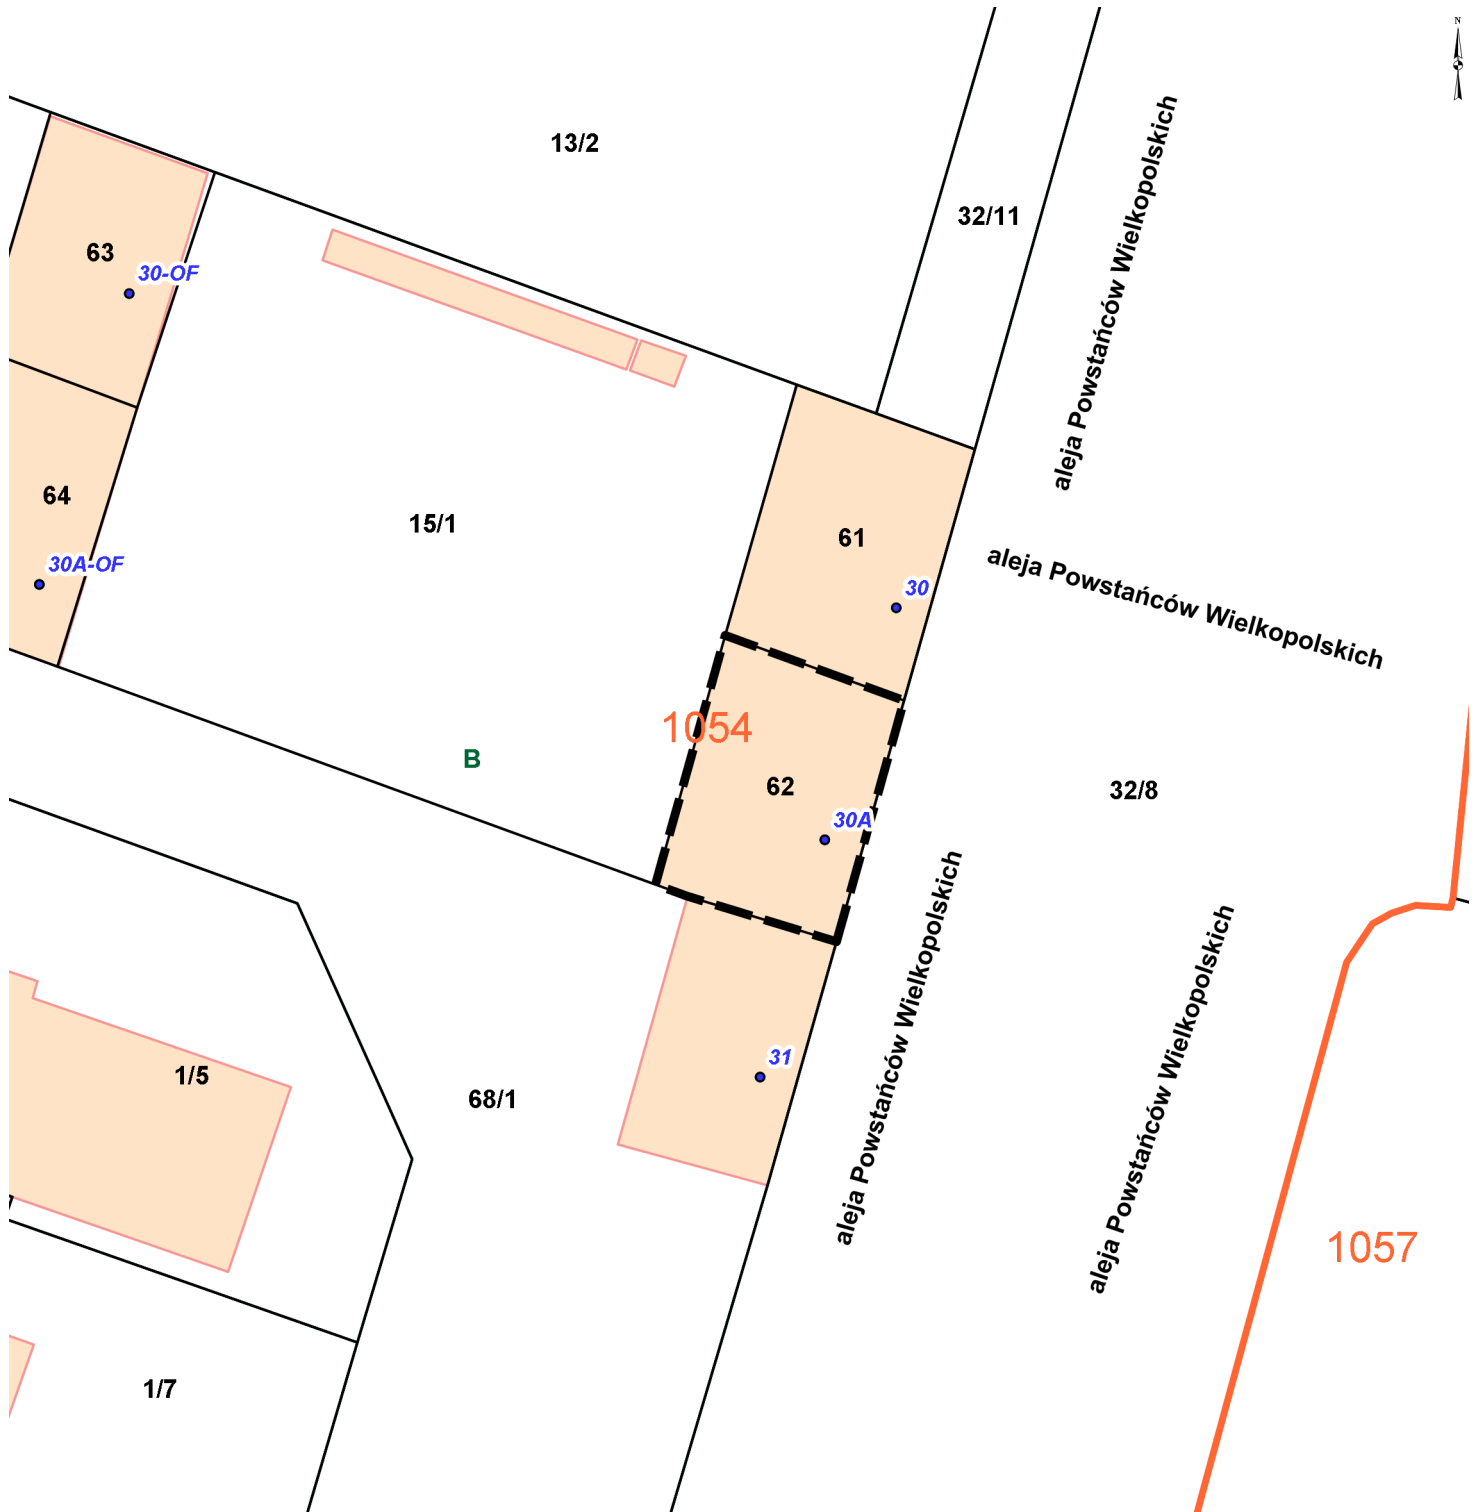 N
aleja Powstańców Wielkopolskich
13/2
32/11
63
30-OF
64
15/1
61
30A-OF
30
aleja Powstańców Wielkopolskich
1054
B
62
32/8
30A
aleja Powstańców Wielkopolskich
aleja Powstańców Wielkopolskich
31
1/5
68/1
1057
1/7